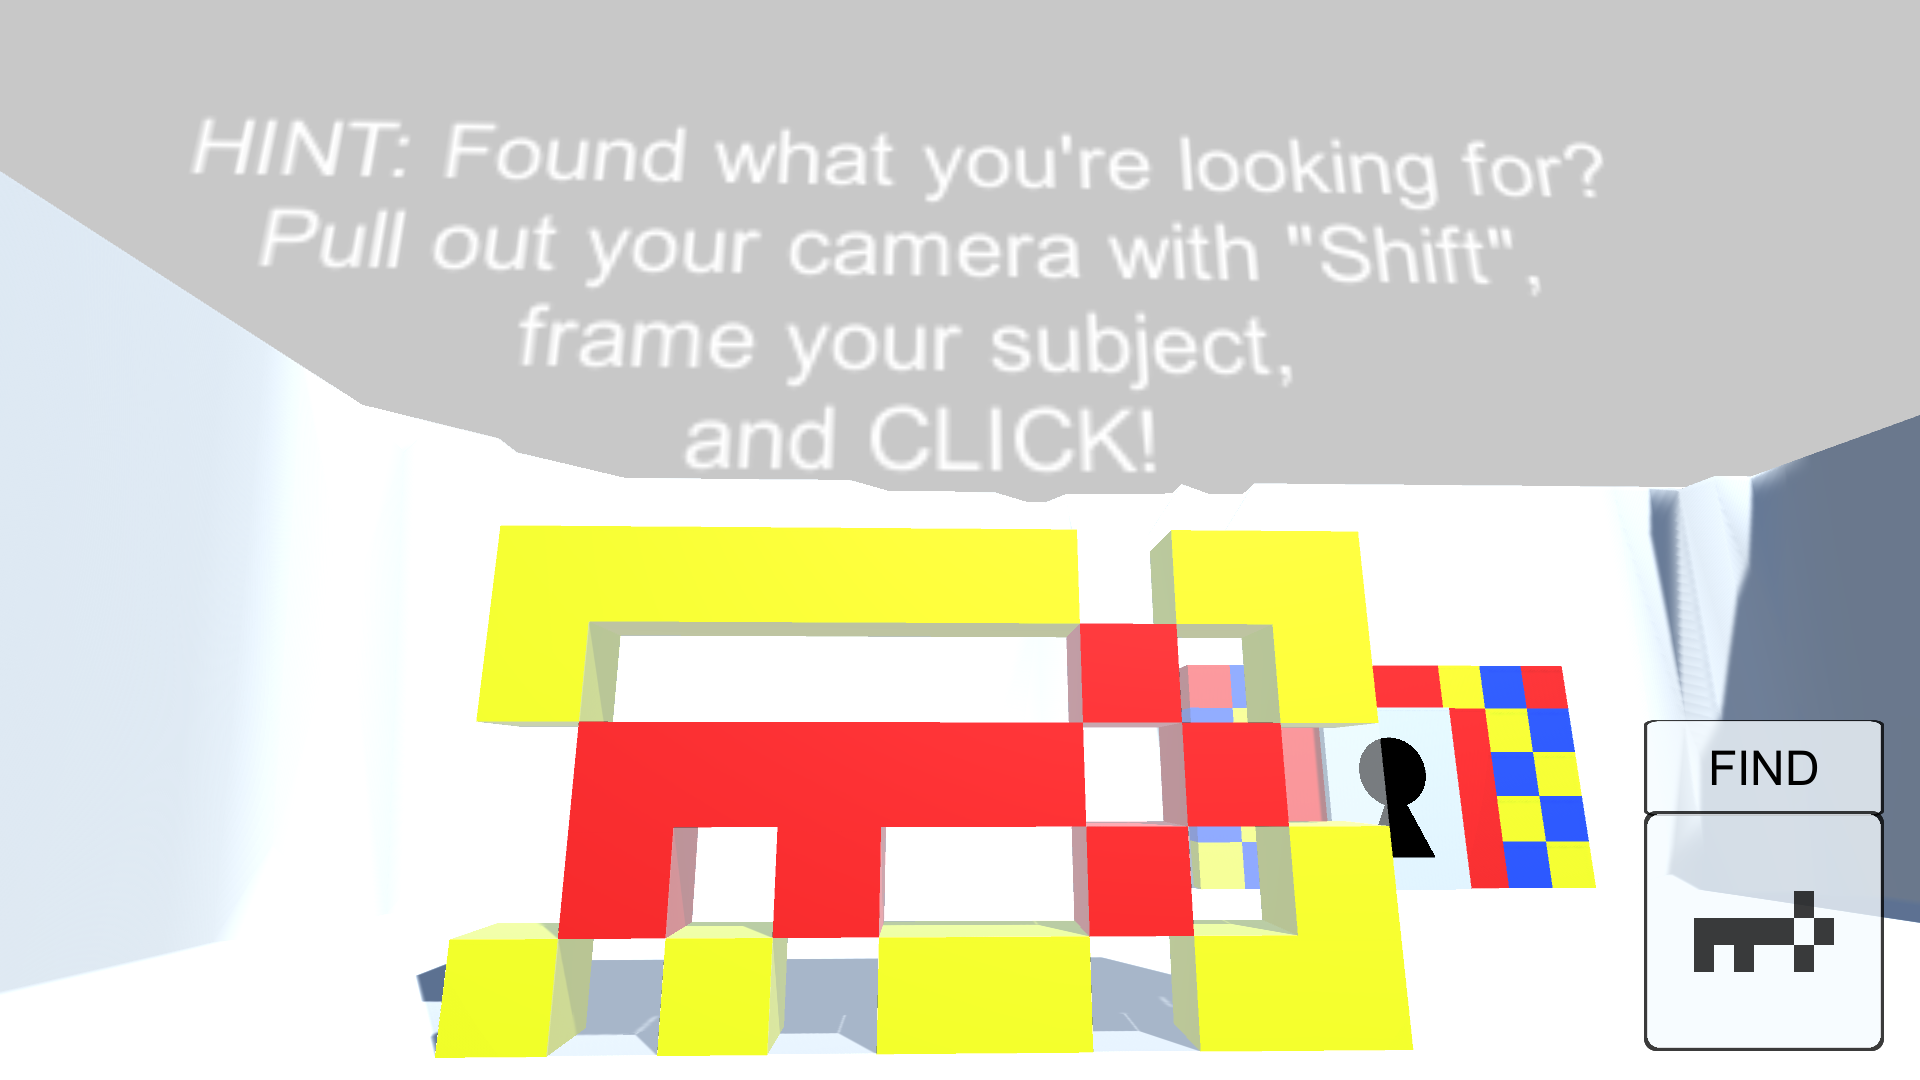 HINT: Found what you're looking for?
Pull out your camera with "Shift",
frame your subject,
and CLICK!
FIND